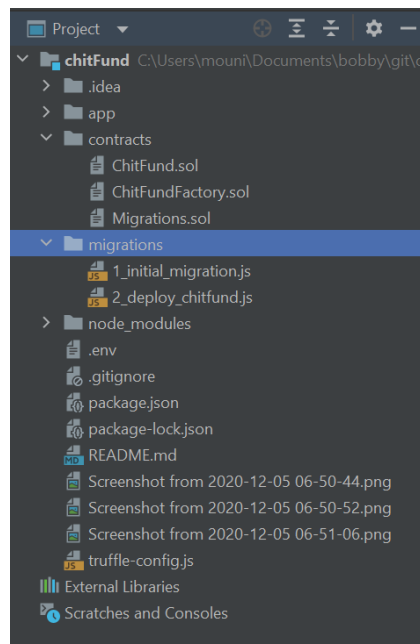 Project
chitFund C:\Users\mouni\Documents\bobby\git\
.idea
app
contracts
ChitFund.sol
ChitFundFactory.sol
Migrations.sol
migrations
1_initial_migration.js
2_deploy_chitfund.js
node_modules
.env
.gitignore
package.json
package-lock.json
README.md
Screenshot from 2020-12-05 06-50-44.png
Screenshot from 2020-12-05 06-50-52.png
Screenshot from 2020-12-05 06-51-06.png
truffle-config.js
External Libraries
Scratches and Consoles